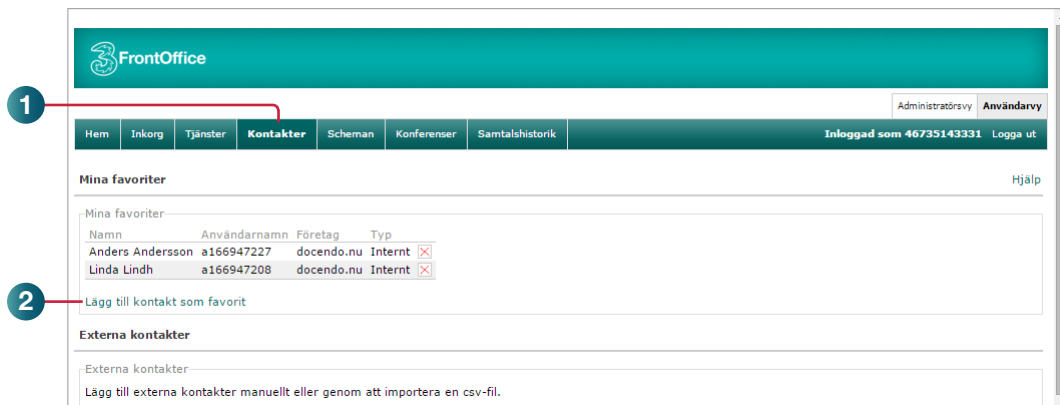 3 FrontOffice
1
Administratörsvy Användarvy
Hem Inkorg Tjänster Kontakter Scheman Konferenser Samtalshistorik Inloggad som 46735143331 Logga ut
Mina favoriter Hjälp
Mina favoriter
Namn Användarnamn Företag Typ
Anders Andersson a166947227 docendo.nu Internt
Linda Lindh a166947208 docendo.nu Internt
2
Lägg till kontakt som favorit
Externa kontakter
Externa kontakter
Lägg till externa kontakter manuellt eller genom att importera en csv-fil.